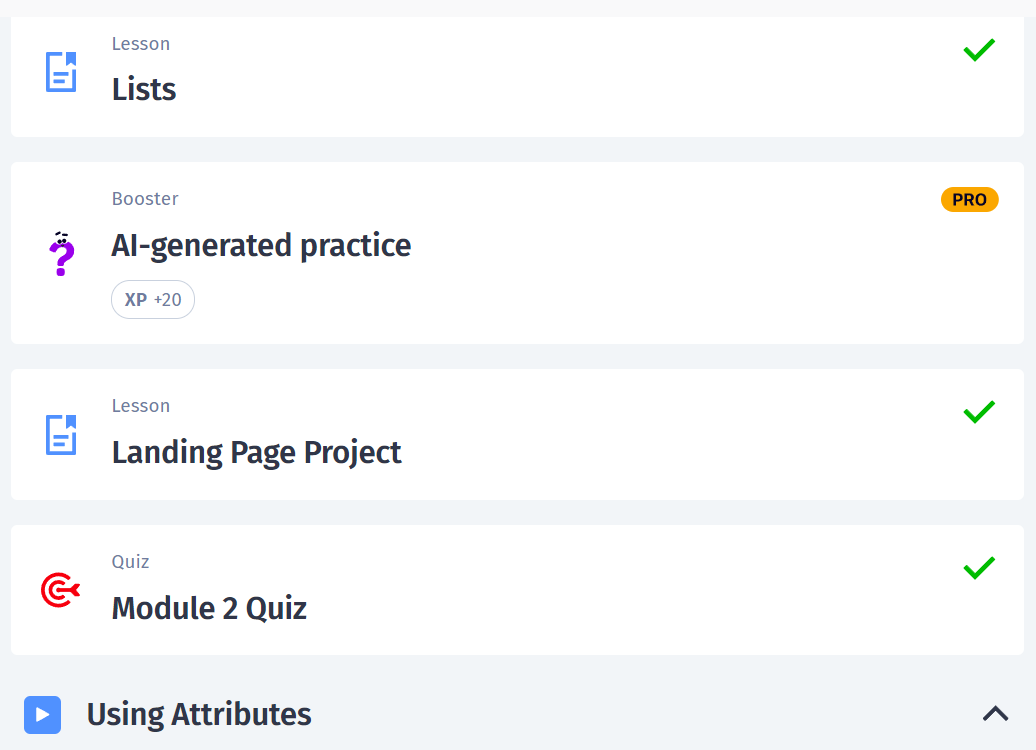 Lesson
Lists
Booster
PRO
AI-generated practice
XP +20
Lesson
Landing Page Project
Quiz
Module 2 Quiz
Using Attributes